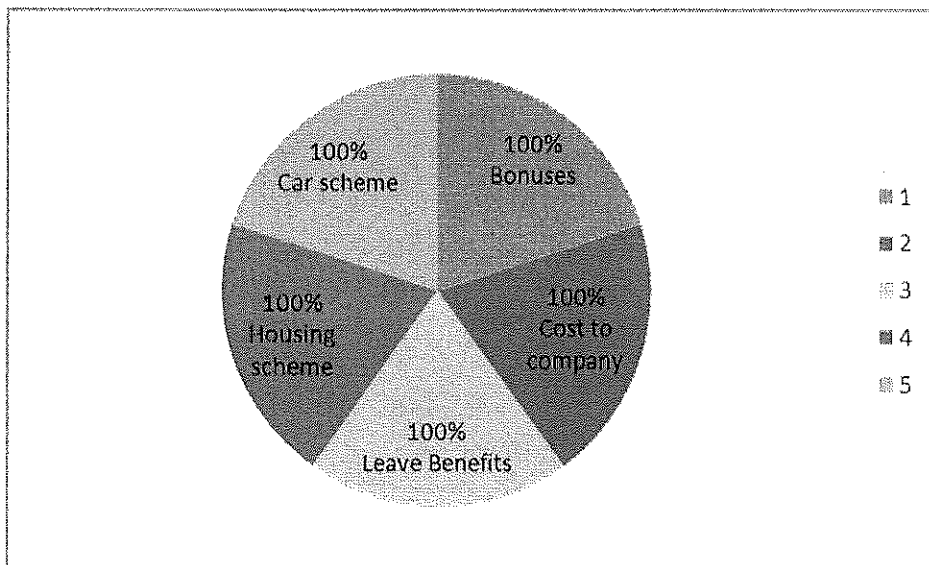 100%
Car scheme
100%
Bonuses
100%
Housing
scheme
100%
Cost to
company
100%
Leave Benefits
1
2
3
4
5